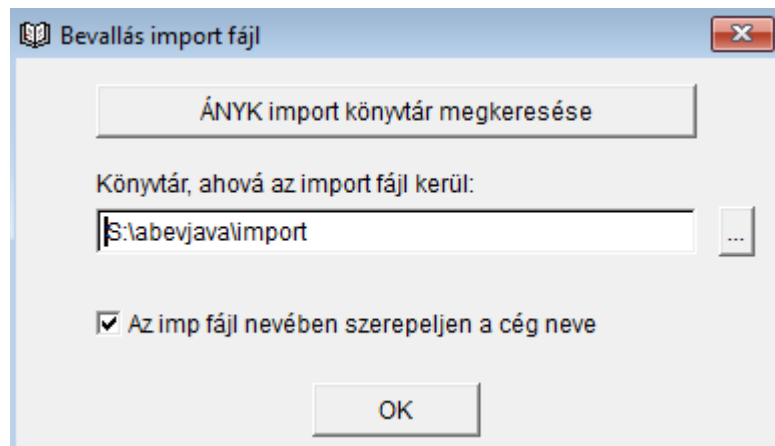 Bevallás import fájl
ÁNYK import könyvtár megkeresése
Könyvtár, ahová az import fájl kerül:
S:\abevjava\import
...
Az imp fájl nevében szerepeljen a cég neve
OK